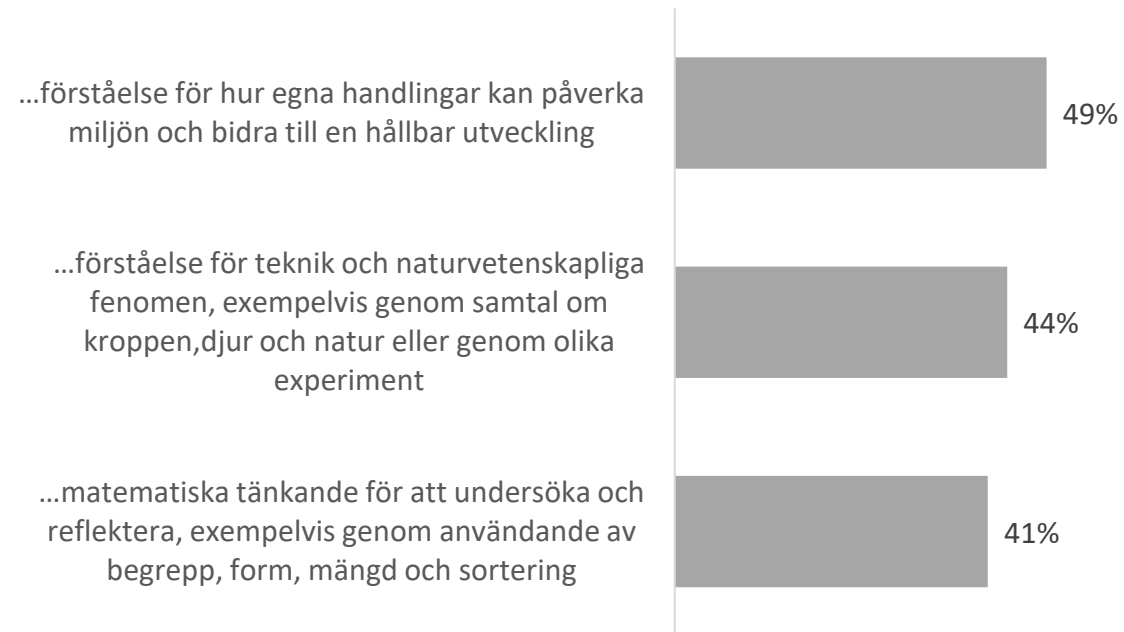 …förståelse för hur egna handlingar kan påverka
miljön och bidra till en hållbar utveckling
49%
…förståelse för teknik och naturvetenskapliga
fenomen, exempelvis genom samtal om
kroppen,djur och natur eller genom olika
experiment
44%
…matematiska tänkande för att undersöka och
reflektera, exempelvis genom användande av
begrepp, form, mängd och sortering
41%